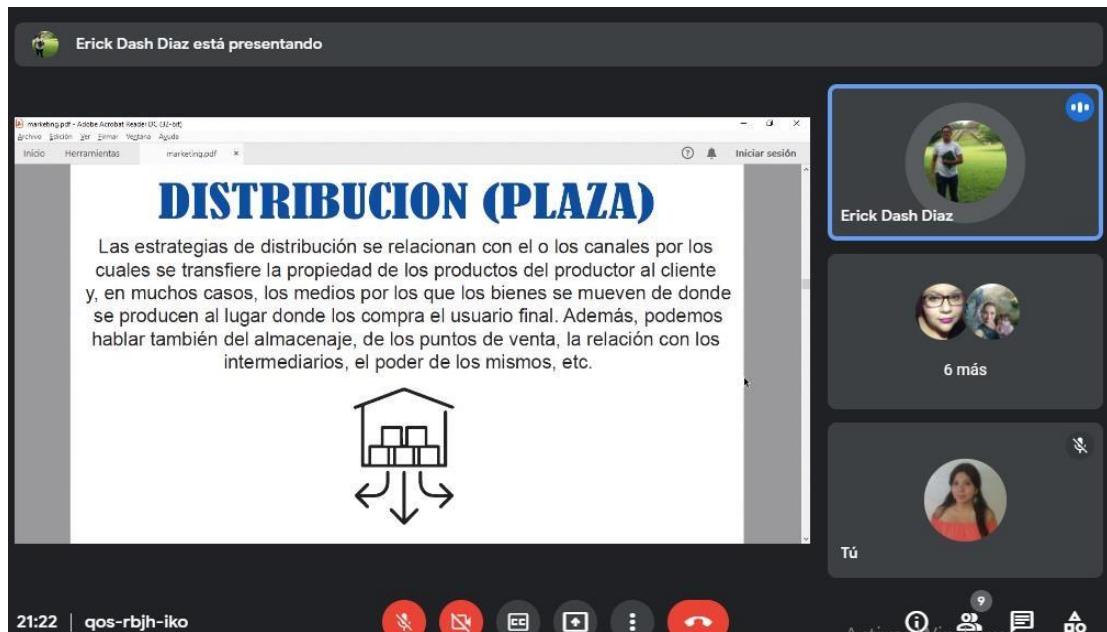 Erick Dash Diaz está presentando
marketing.pdf - Adobe Acrobat Reader DC (32-bit)
Archivo Edición Ver Firmar Ventana Ayuda
Inicio Herramientas marketing.pdf × Iniciar sesión
DISTRIBUCION (PLAZA)
Las estrategias de distribución se relacionan con el o los canales por los
cuales se transfiere la propiedad de los productos del productor al cliente
y, en muchos casos, los medios por los que los bienes se mueven de donde
se producen al lugar donde los compra el usuario final. Además, podemos
hablar también del almacenaje, de los puntos de venta, la relación con los
intermediarios, el poder de los mismos, etc.
Erick Dash Diaz
6 más
Tú
21:22 | qos-rbjh-iko
CC
9